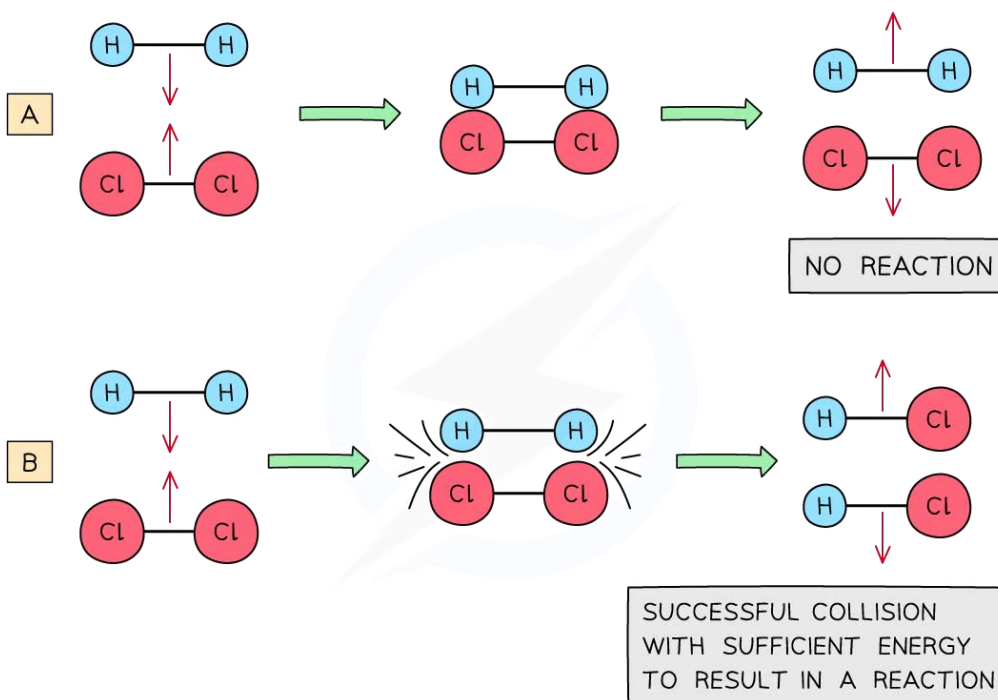 H H
H H
H H
A
Cl Cl
Cl Cl
Cl Cl
NO REACTION
H H
H H
H Cl
B
Cl Cl
Cl Cl
H Cl
SUCCESSFUL COLLISION
WITH SUFFICIENT ENERGY
TO RESULT IN A REACTION